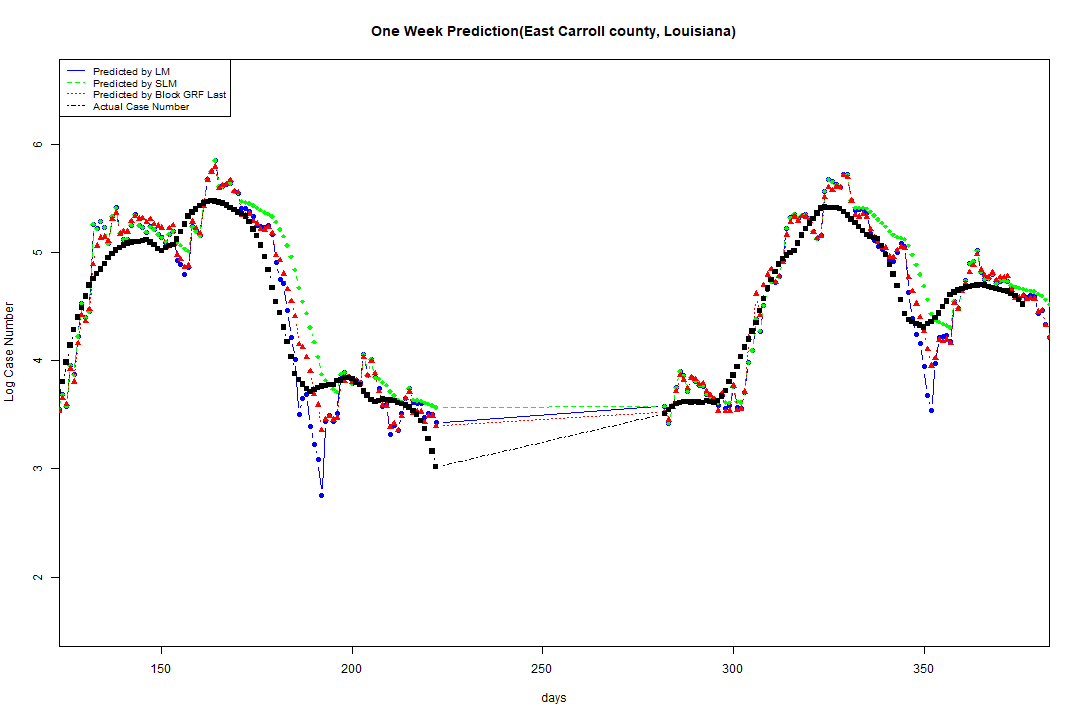 One Week Prediction(East Carroll county, Louisiana)
Predicted by LM
Predicted by SLM
Predicted by Block GRF Last
Actual Case Number
Log Case Number
6
5
4
3
2
150 200 250 300 350
days